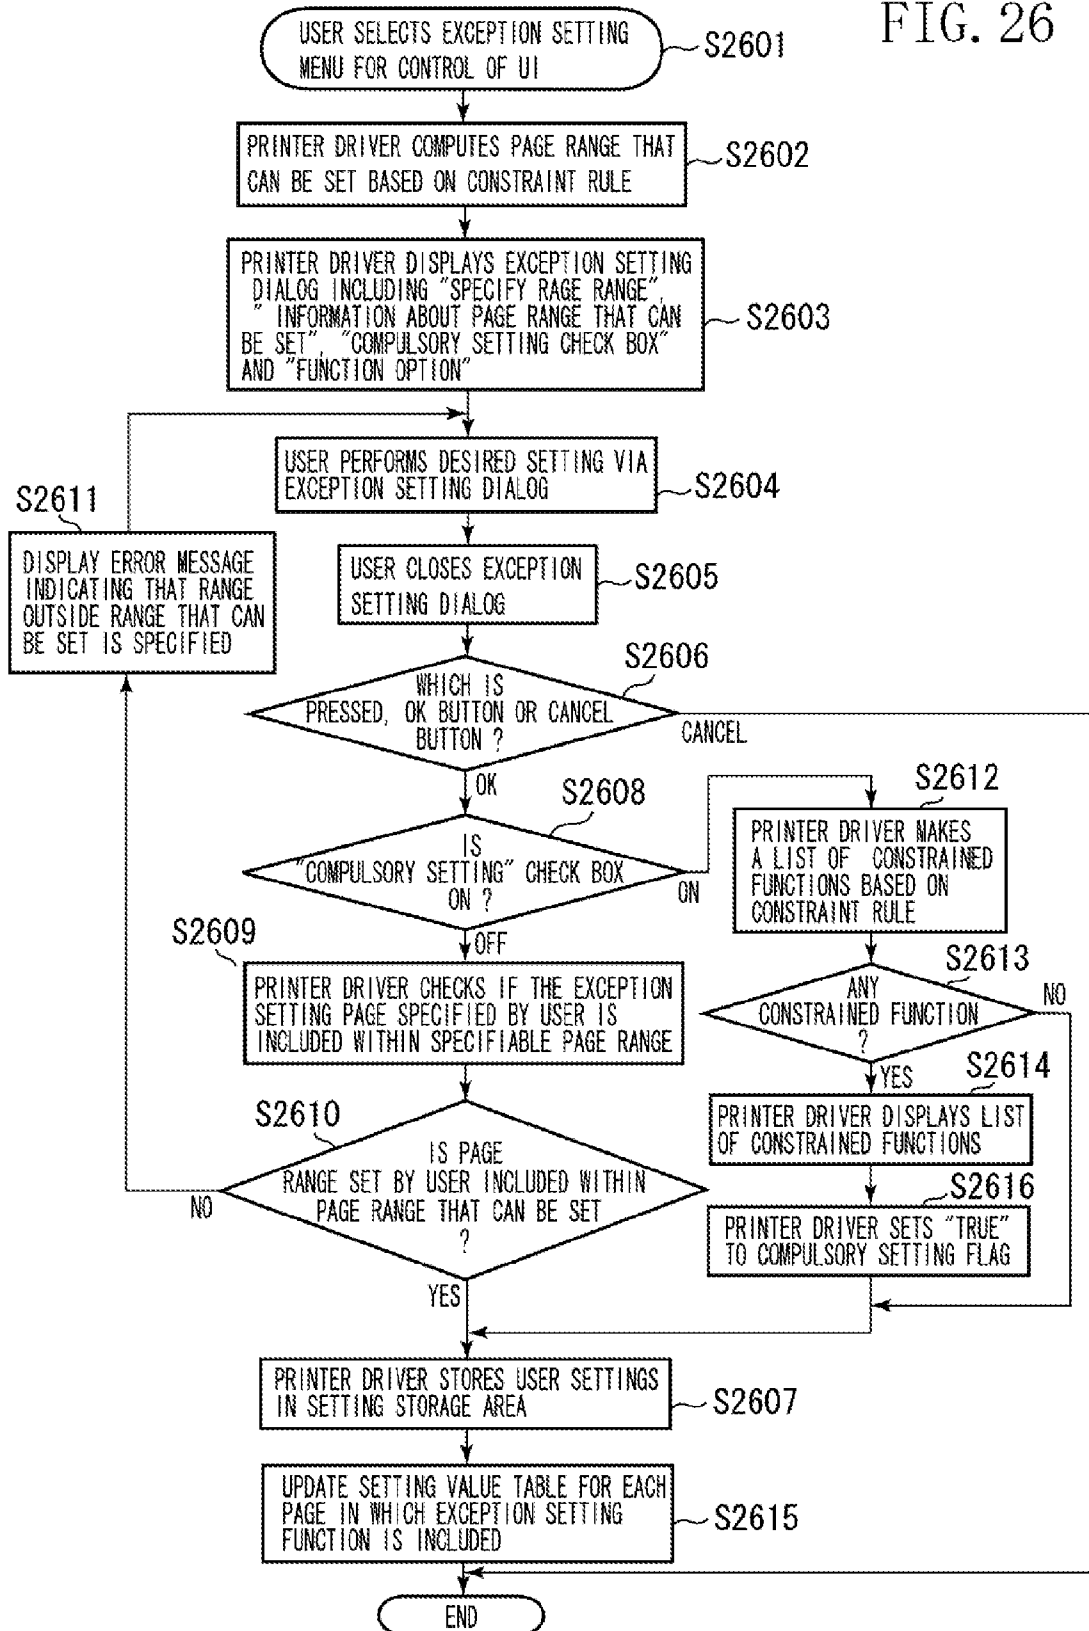 FIG. 26
USER SELECTS EXCEPTION SETTING
MENU FOR CONTROL OF UI
S2601
PRINTER DRIVER COMPUTES PAGE RANGE THAT
CAN BE SET BASED ON CONSTRAINT RULE
S2602
PRINTER DRIVER DISPLAYS EXCEPTION SETTING
DIALOG INCLUDING "SPECIFY RAGE RANGE",
" INFORMATION ABOUT PAGE RANGE THAT CAN
BE SET", "COMPULSORY SETTING CHECK BOX"
AND "FUNCTION OPTION"
S2603
USER PERFORMS DESIRED SETTING VIA
EXCEPTION SETTING DIALOG
S2604
S2611
DISPLAY ERROR MESSAGE
INDICATING THAT RANGE
OUTSIDE RANGE THAT CAN
BE SET IS SPECIFIED
USER CLOSES EXCEPTION
SETTING DIALOG
S2605
S2606
WHICH IS
PRESSED, OK BUTTON OR CANCEL
BUTTON ?
CANCEL
OK
S2608
IS
"COMPULSORY SETTING" CHECK BOX
ON ?
ON
OFF
S2612
PRINTER DRIVER MAKES
A LIST OF CONSTRAINED
FUNCTIONS BASED ON
CONSTRAINT RULE
S2609
PRINTER DRIVER CHECKS IF THE EXCEPTION
SETTING PAGE SPECIFIED BY USER IS
INCLUDED WITHIN SPECIFIABLE PAGE RANGE
S2613
ANY
CONSTRAINED FUNCTION
?
NO
YES
S2614
PRINTER DRIVER DISPLAYS LIST
OF CONSTRAINED FUNCTIONS
S2610
IS PAGE
RANGE SET BY USER INCLUDED WITHIN
PAGE RANGE THAT CAN BE SET
?
NO
YES
S2616
PRINTER DRIVER SETS "TRUE"
TO COMPULSORY SETTING FLAG
PRINTER DRIVER STORES USER SETTINGS
IN SETTING STORAGE AREA
S2607
UPDATE SETTING VALUE TABLE FOR EACH
PAGE IN WHICH EXCEPTION SETTING
FUNCTION IS INCLUDED
S2615
END